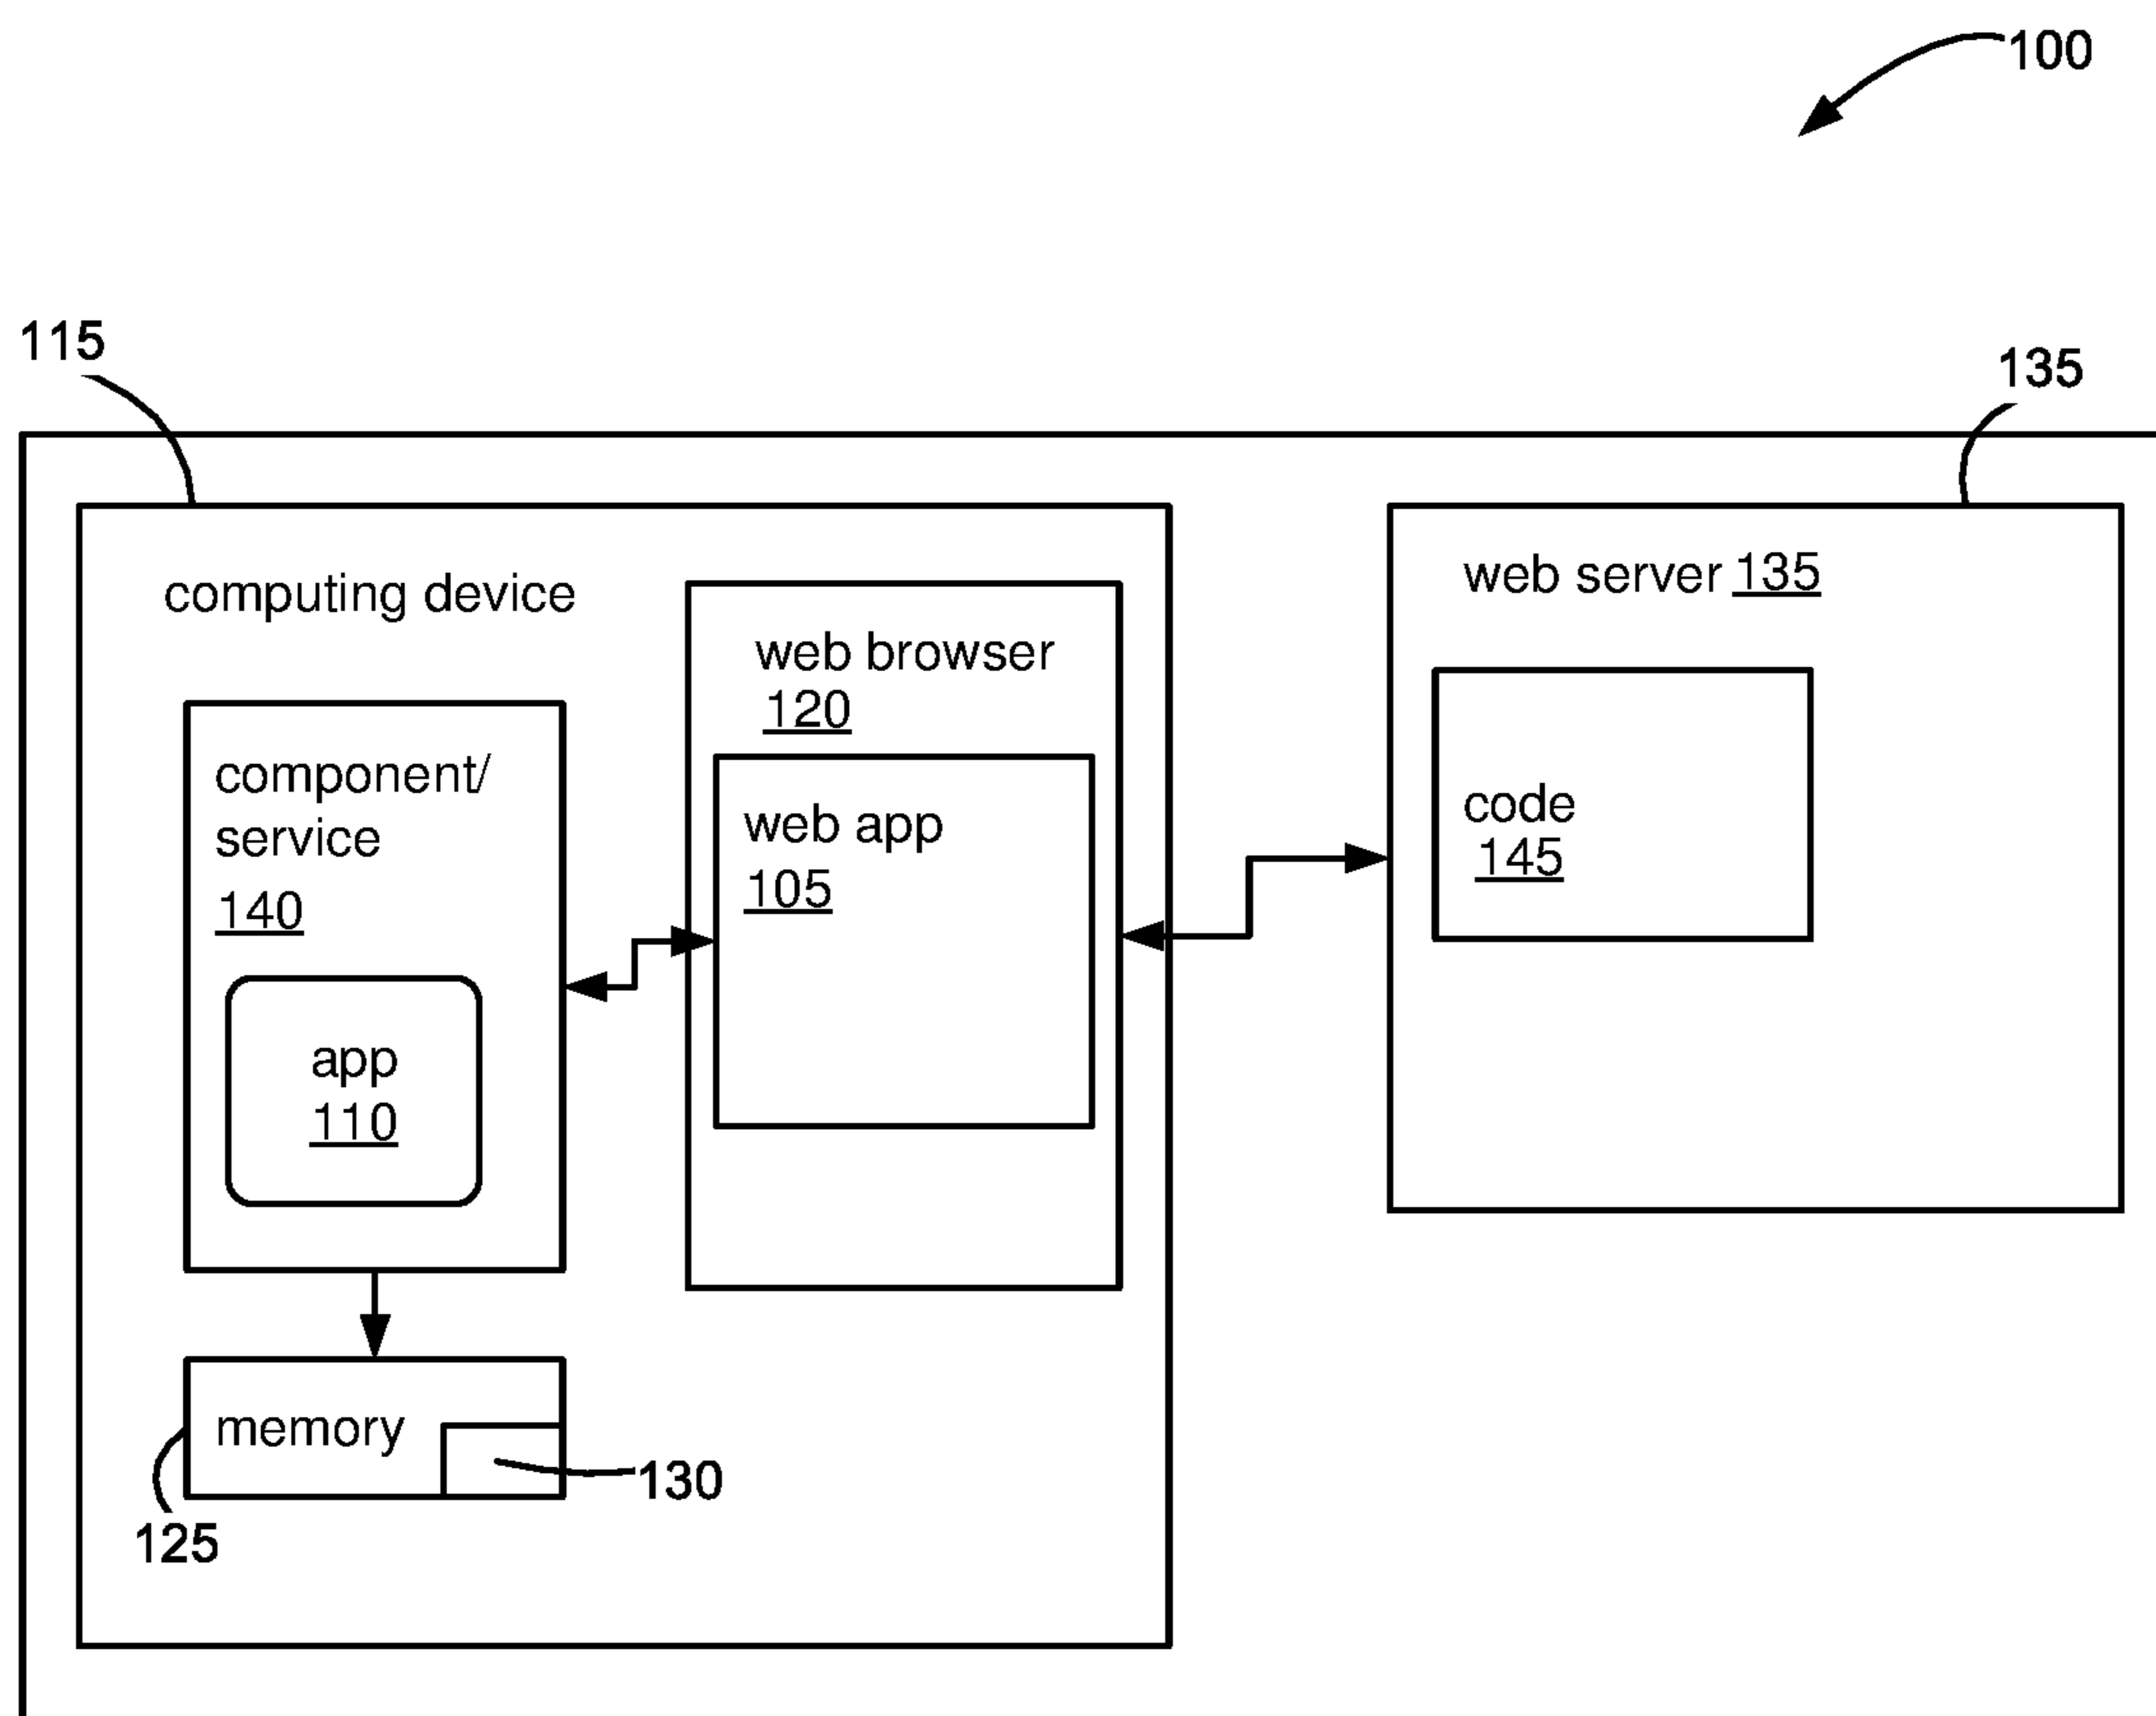 100
115
135
computing device
web server 135
web browser
120
component/
service
140
web app
105
code
145
app
110
memory
130
125